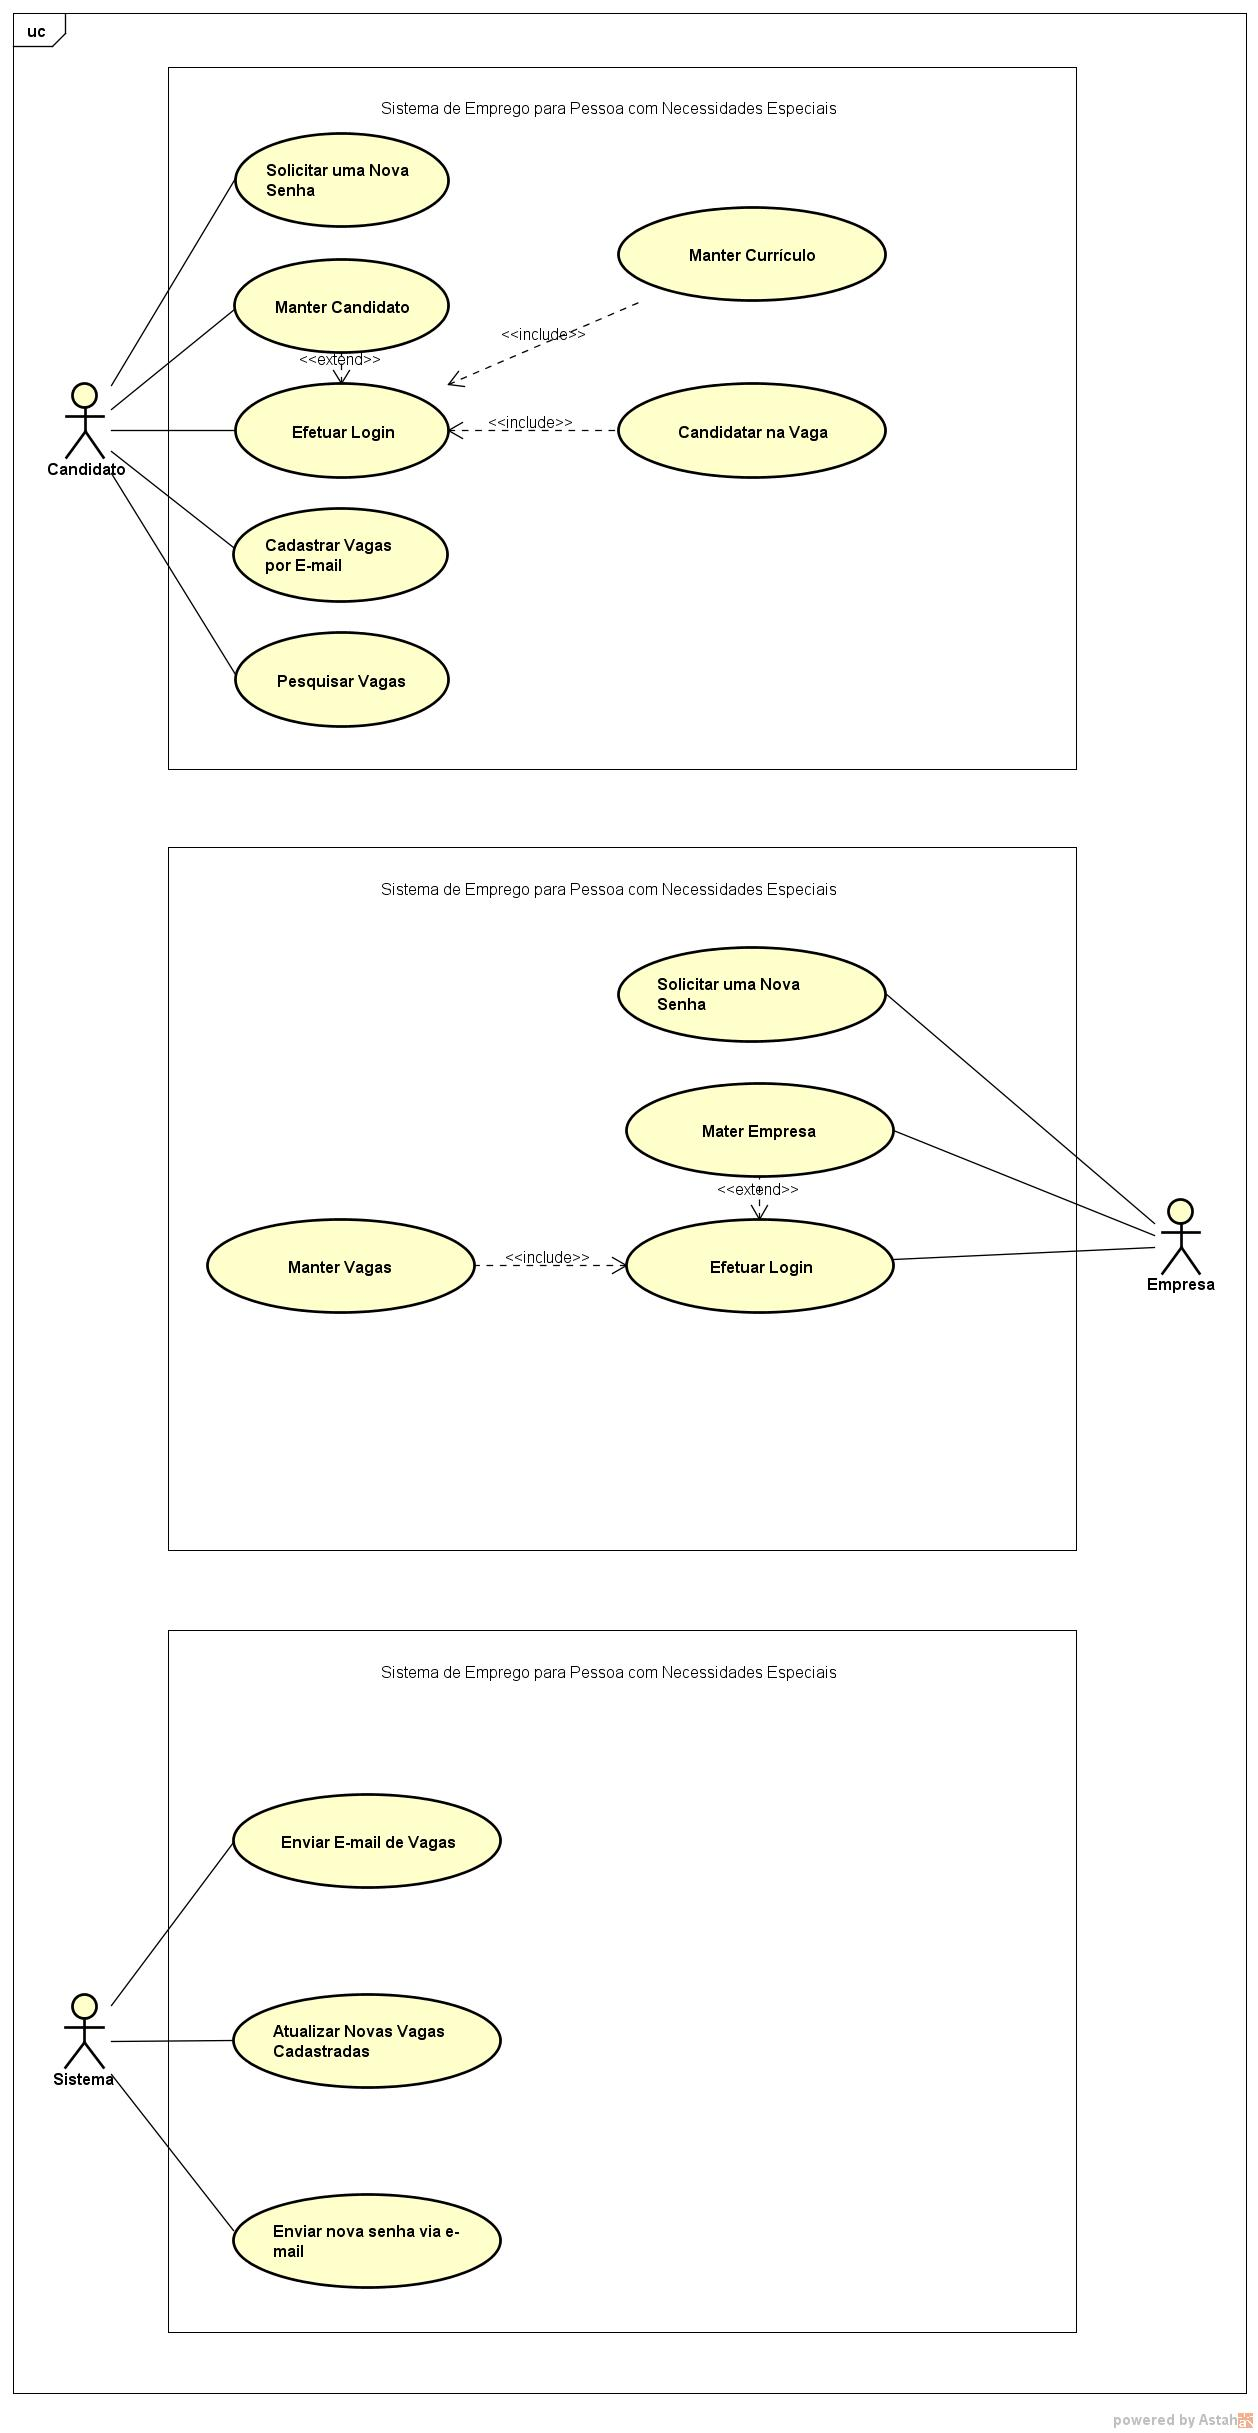 uc
Sistema de Emprego para Pessoa com Necessidades Especiais
Solicitar uma Nova
Senha
Manter Currículo
Manter Candidato
<<include>>
<<extend>>
<<include>>
Efetuar Login
Candidatar na Vaga
Candidato
Cadastrar Vagas
por E-mail
Pesquisar Vagas
Sistema de Emprego para Pessoa com Necessidades Especiais
Solicitar uma Nova
Senha
Mater Empresa
<<extend>>
<<include>>
Manter Vagas
Efetuar Login
Empresa
Sistema de Emprego para Pessoa com Necessidades Especiais
Enviar E-mail de Vagas
Atualizar Novas Vagas
Cadastradas
Sistema
Enviar nova senha via e-
mail
powered by Astah